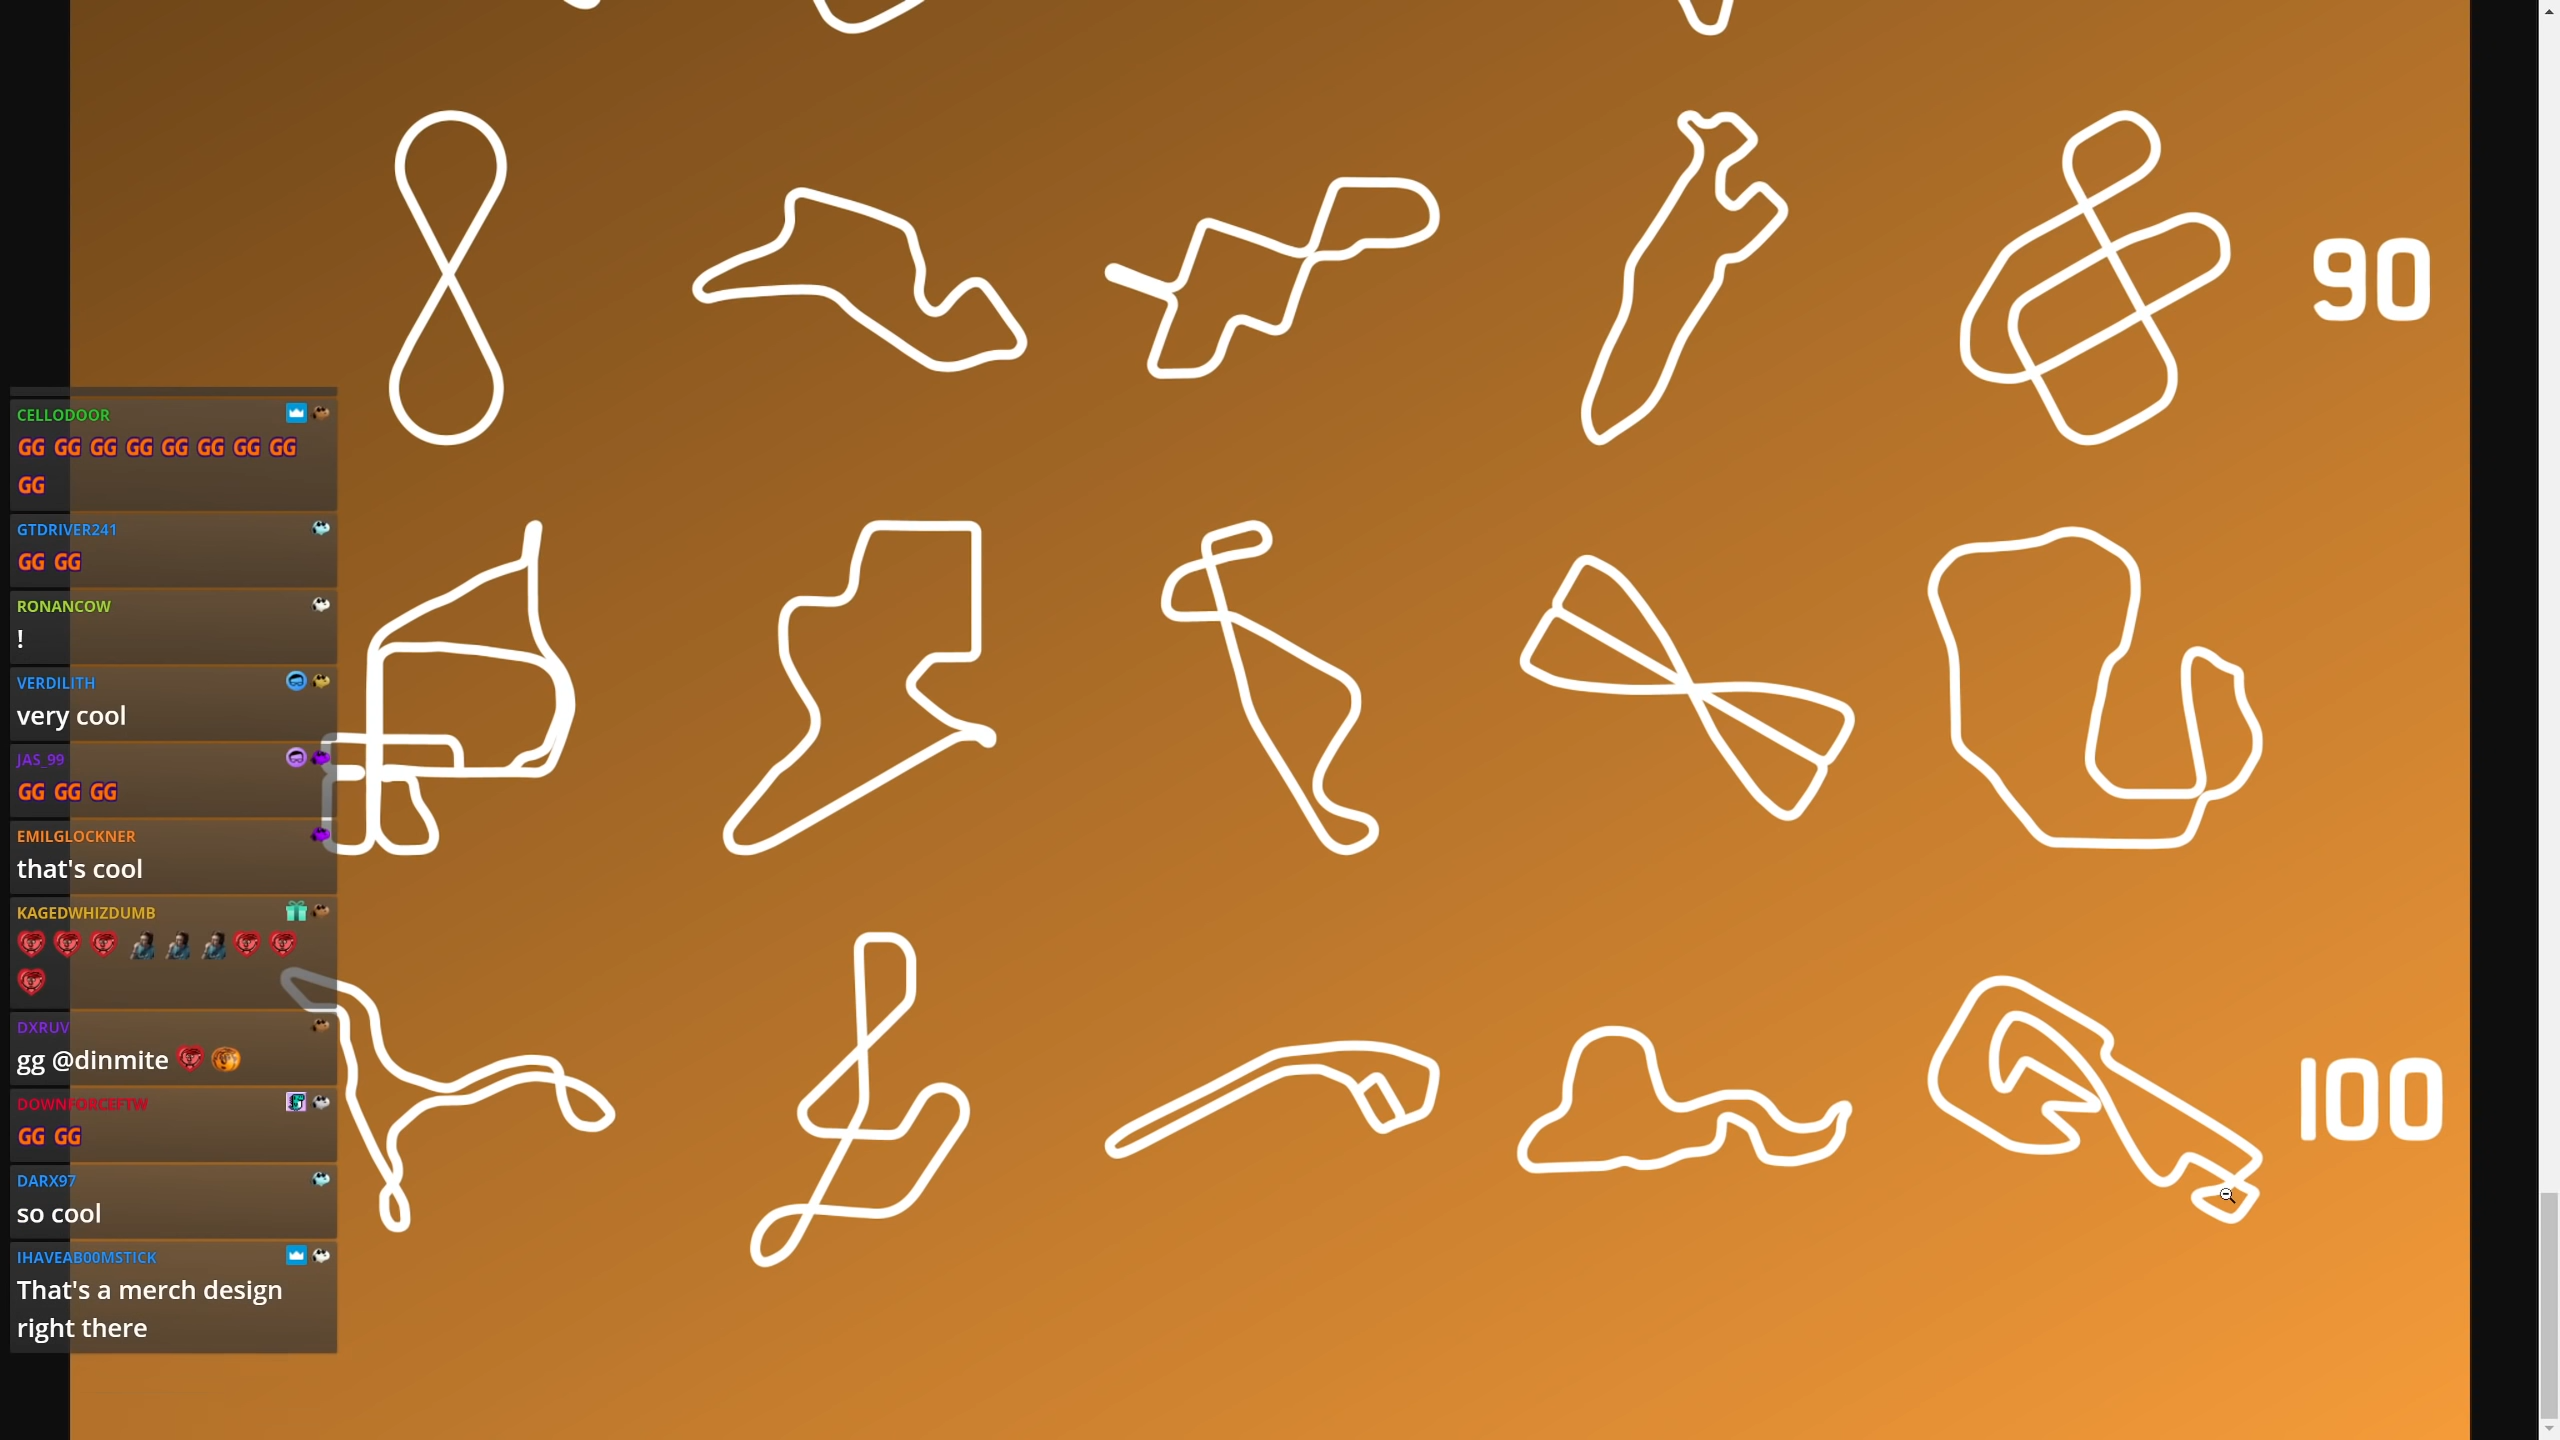 90
CELLODOOR
GG GG GG GG GG GG GG GG
GG
GTDRIVER241
GG GG
RONANCOW
!
VERDILITH
very cool
JAS_99
GG GG GG
EMILGLOCKNER
that's cool
KAGEDWHIZDUMB
DXRUV
gg @dinmite
DOWNFORCEFTW
GG GG
DARX97
so cool
IHAVEAB00MSTICK
That's a merch design
right there
100